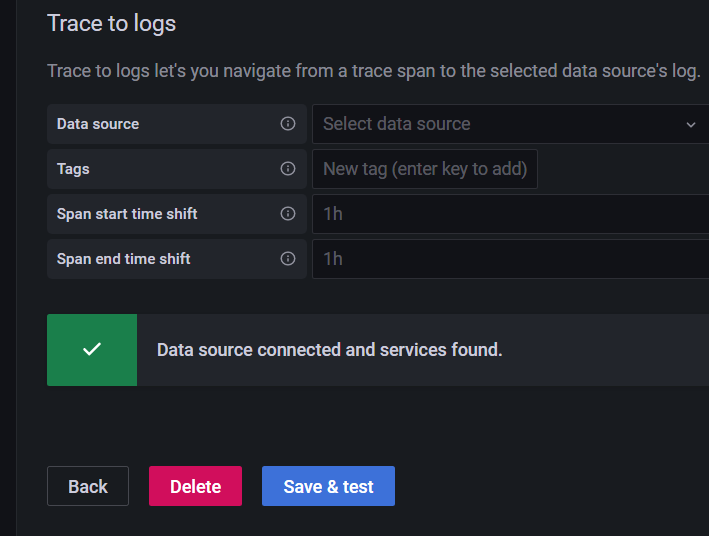 Trace to logs
Trace to logs let's you navigate from a trace span to the selected data source's log.
Data source
Select data source
Tags
New tag (enter key to add)
Span start time shift
1h
Span end time shift
1h
Data source connected and services found.
Back
Delete
Save & test